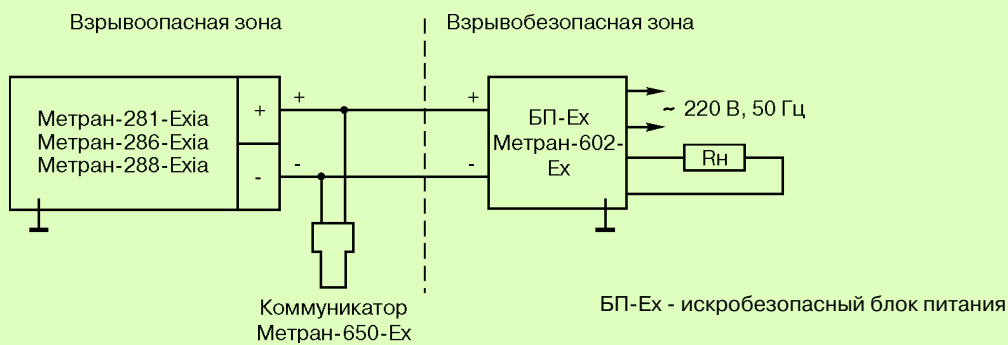 Взрывоопасная зона
Взрывобезопасная зона
Метран-281-Exia
Метран-286-Exia
Метран-288-Exia
+
-
+
-
+
-
БП-Ех
Метран-602-
Ех
~ 220 В, 50 Гц
Rн
Коммуникатор
Метран-650-Ех
БП-Ех - искробезопасный блок питания